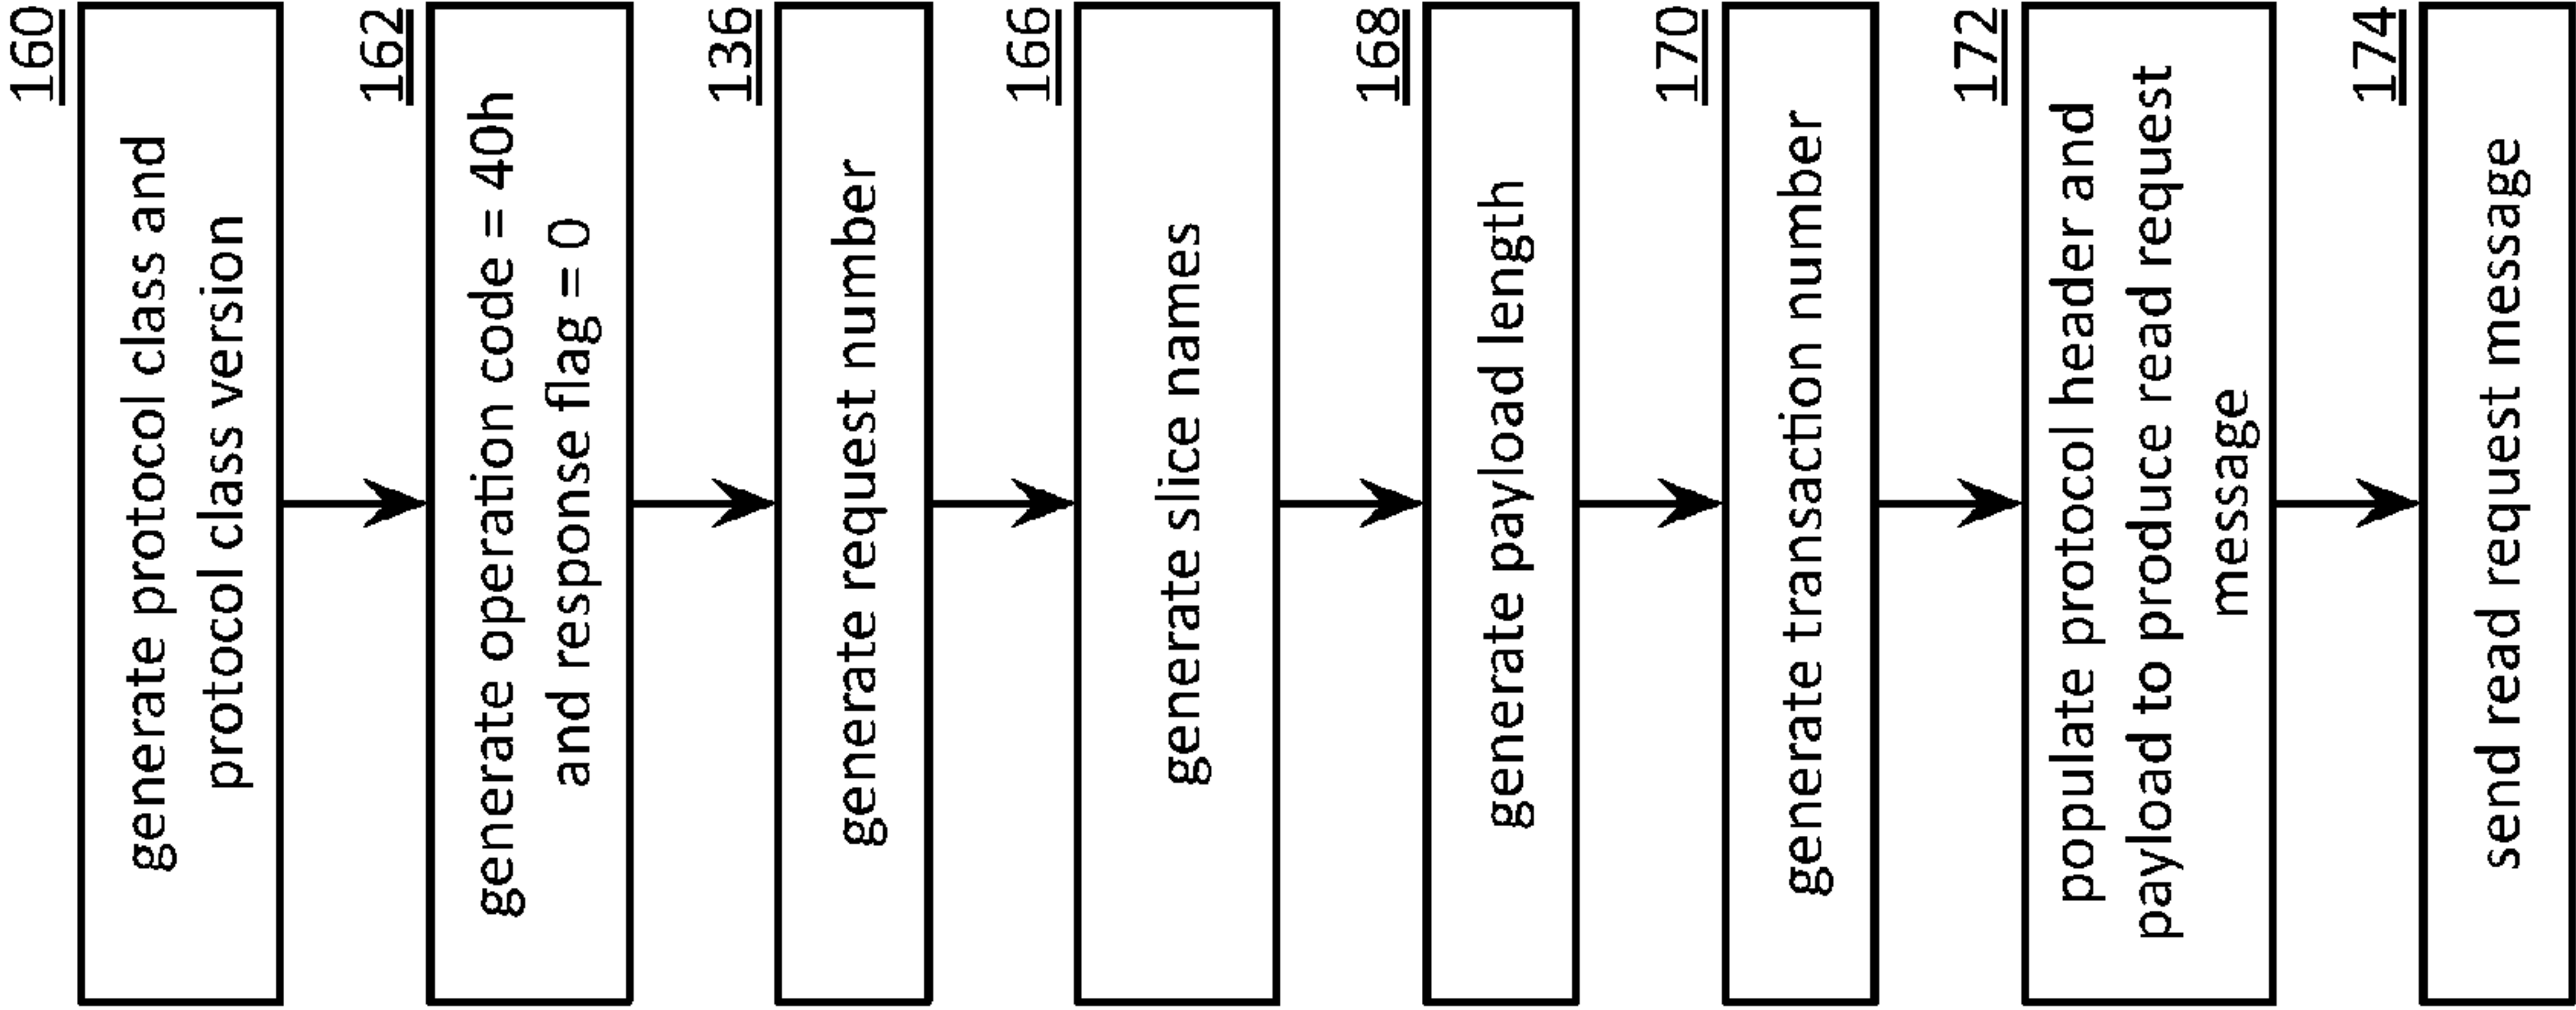 160
generate protocol class and
protocol class version
162
generate operation code = 40h
and response flag = 0
136
generate request number
166
generate slice names
168
generate payload length
170
generate transaction number
172
populate protocol header and
payload to produce read request
message
174
send read request message